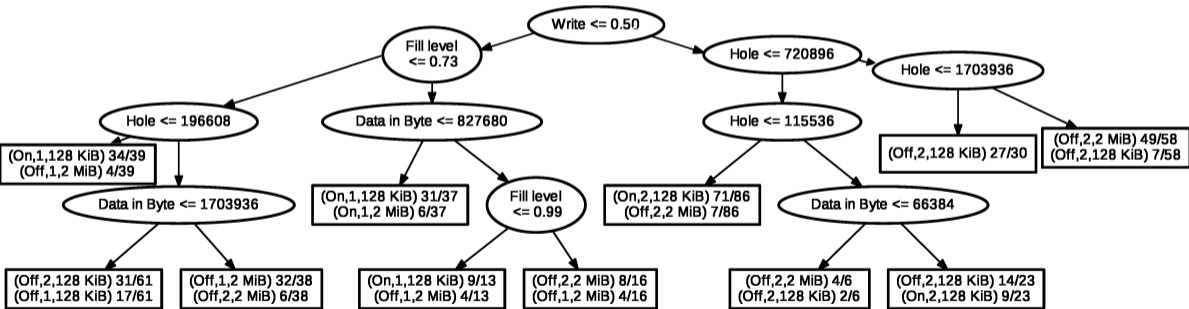 Write <= 0.50
Fill level
<= 0.73
Hole <= 720896
Hole <= 1703936
Hole <= 196608
Data in Byte <= 827680
Hole <= 115536
(On,1,128 KiB) 34/39
(Off,1,2 MiB) 4/39
(Off,2,128 KiB) 27/30
(Off,2,2 MiB) 49/58
(Off,2,128 KiB) 7/58
Data in Byte <= 1703936
(On,1,128 KiB) 31/37
(On,1,2 MiB) 6/37
Fill level
<= 0.99
(On,2,128 KiB) 71/86
(Off,2,2 MiB) 7/86
Data in Byte <= 66384
(Off,2,128 KiB) 31/61
(Off,1,128 KiB) 17/61
(Off,1,2 MiB) 32/38
(Off,2,2 MiB) 6/38
(On,1,128 KiB) 9/13
(Off,1,2 MiB) 4/13
(Off,2,2 MiB) 8/16
(Off,1,2 MiB) 4/16
(Off,2,2 MiB) 4/6
(Off,2,128 KiB) 2/6
(Off,2,128 KiB) 14/23
(On,2,128 KiB) 9/23